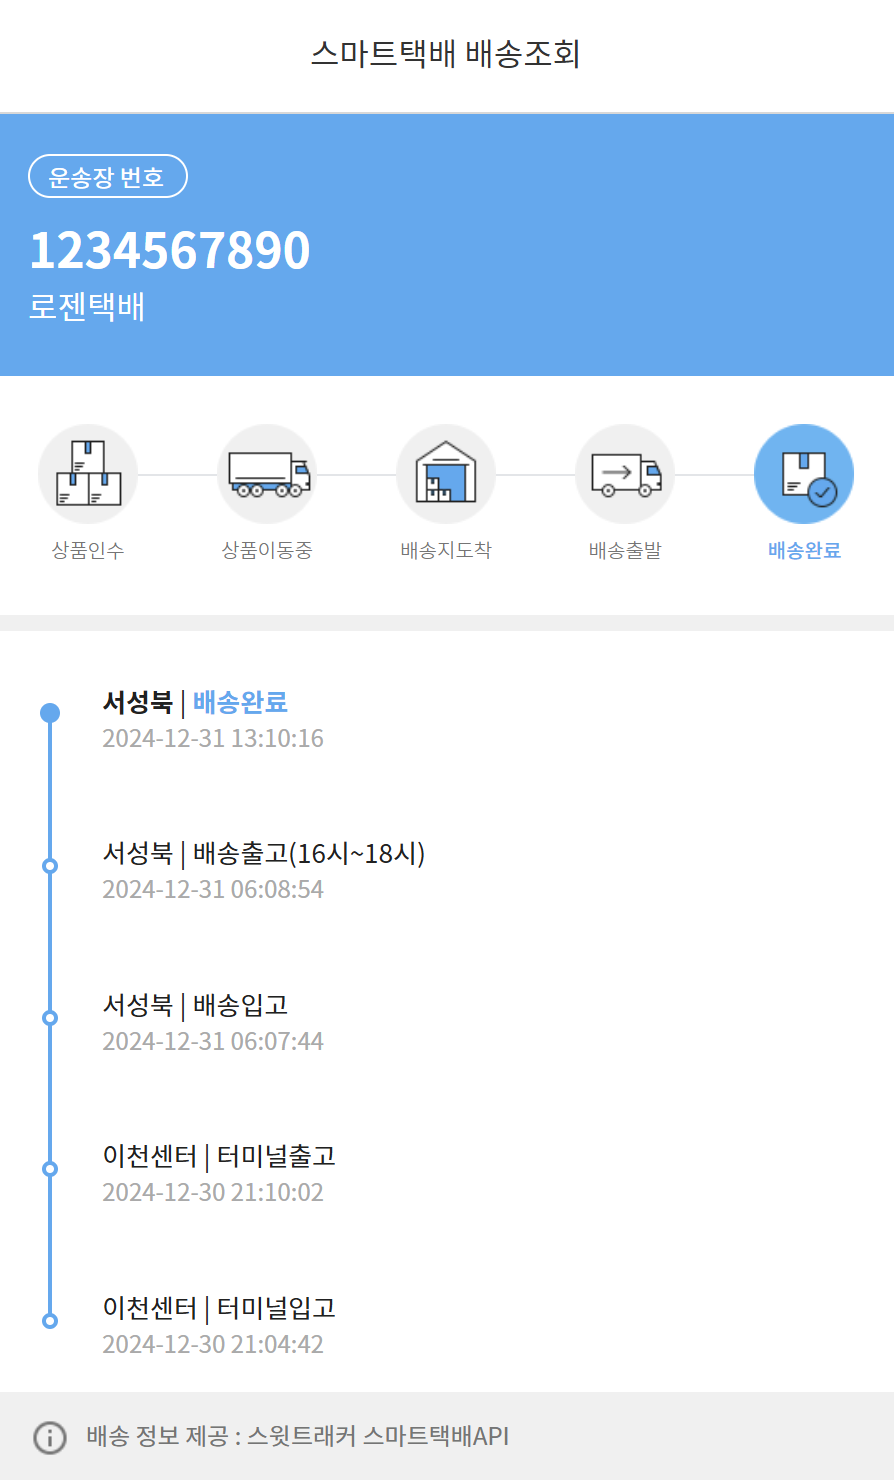 스마트택배 배송조회
운송장 번호
1234567890
로젠택배
상품인수
상품이동중
배송지도착
배송출발
배송완료
서성북 | 배송완료
2024-12-31 13:10:16
서성북 | 배송출고(16시~18시)
2024-12-31 06:08:54
서성북 | 배송입고
2024-12-31 06:07:44
이천센터 | 터미널출고
2024-12-30 21:10:02
이천센터 | 터미널입고
2024-12-30 21:04:42
배송 정보 제공 : 스윗트래커 스마트택배API